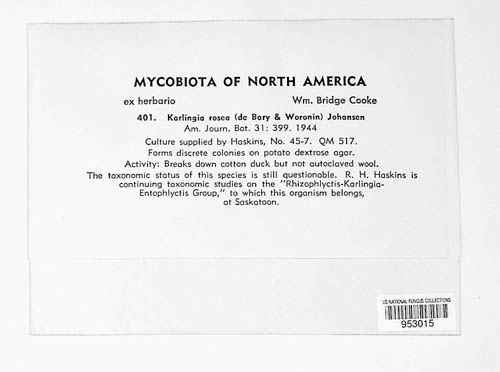 MYCOBIOTA OF NORTH AMERICA
ex herbario Wm. Bridge Cooke
401. Karlingia rosea (de Bary & Woronin) Johansen
Am. Journ. Bot. 31: 399. 1944
Culture supplied by Haskins, No. 45-7. QM 517.
Forms discrete colonies on potato dextrose agar.
Activity: Breaks down cotton duck but not autoclaved wool.
The taxonomic status of this species is still questionable. R. H. Haskins is
continuing taxonomic studies on the "Rhizophlyctis-Karlingia-
Entophlyctis Group," to which this organism belongs,
at Saskatoon.
US NATIONAL FUNGUS COLLECTIONS
953015